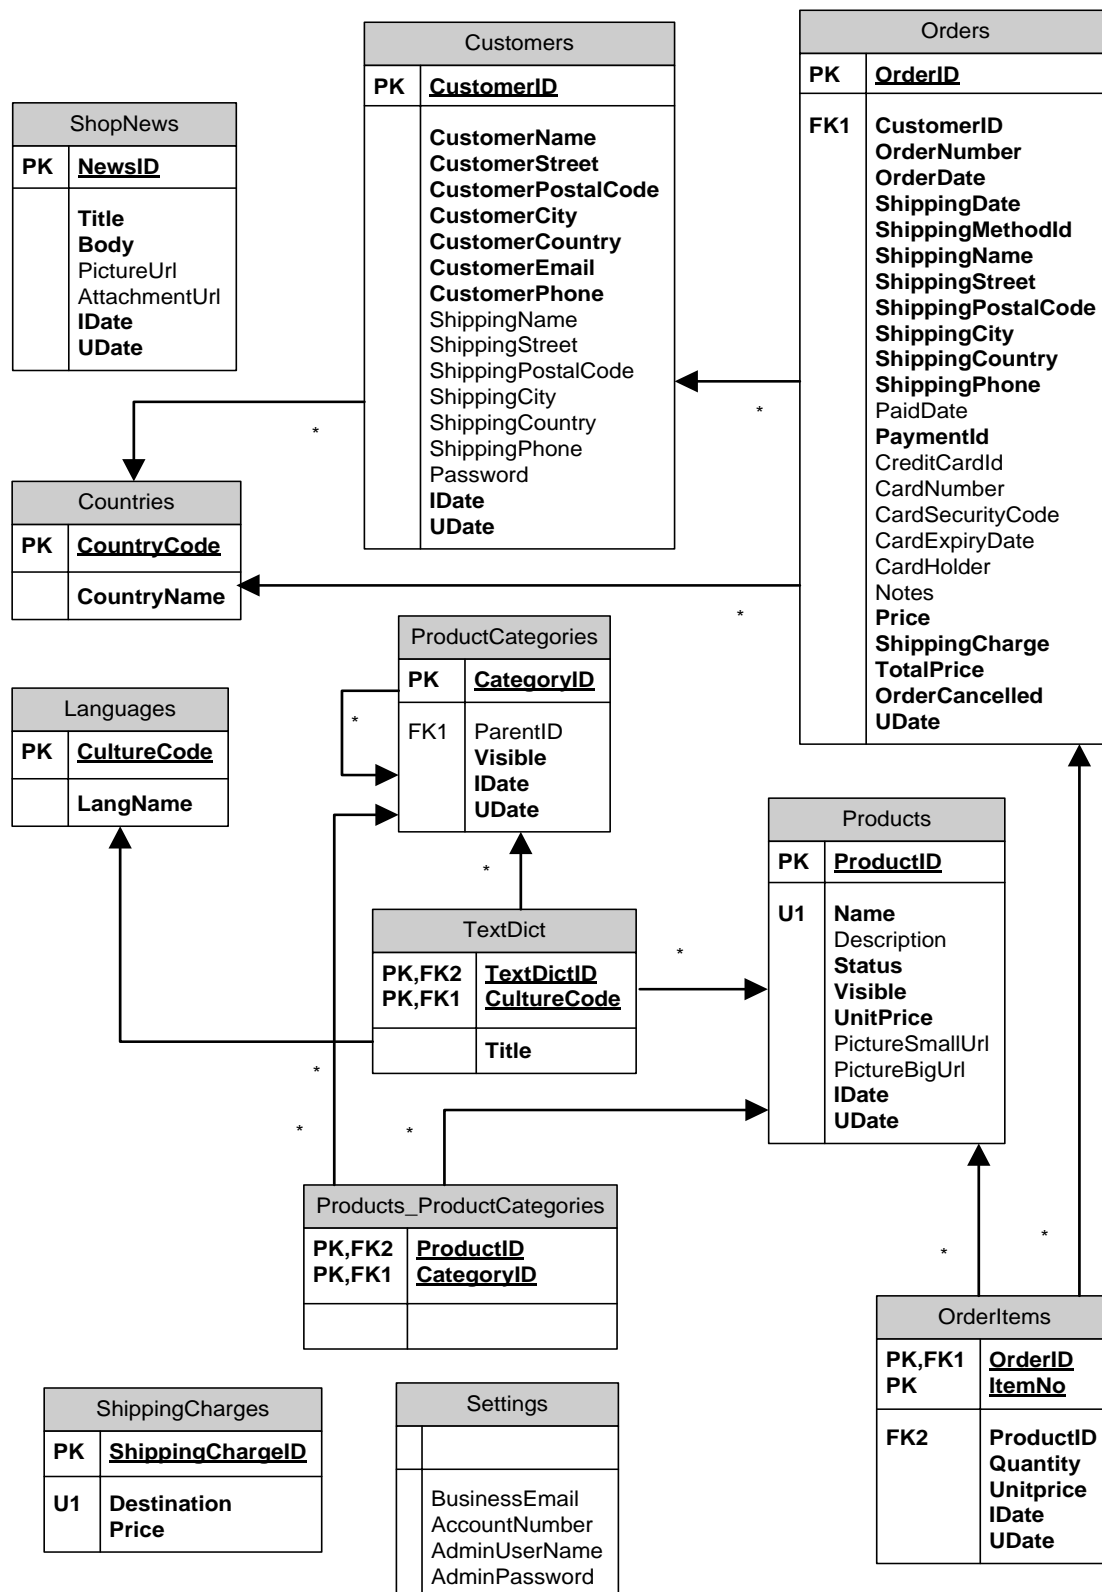 Customers
PK CustomerID
CustomerName
CustomerStreet
CustomerPostalCode
CustomerCity
CustomerCountry
CustomerEmail
CustomerPhone
ShippingName
ShippingStreet
ShippingPostalCode
ShippingCity
ShippingCountry
ShippingPhone
Password
IDate
UDate
Orders
PK OrderID
FK1 CustomerID
OrderNumber
OrderDate
ShippingDate
ShippingMethodId
ShippingName
ShippingStreet
ShippingPostalCode
ShippingCity
ShippingCountry
ShippingPhone
PaidDate
PaymentId
CreditCardId
CardNumber
CardSecurityCode
CardExpiryDate
CardHolder
Notes
Price
ShippingCharge
TotalPrice
OrderCancelled
UDate
ShopNews
PK NewsID
Title
Body
PictureUrl
AttachmentUrl
IDate
UDate
*
*
Countries
PK CountryCode
CountryName
*
ProductCategories
PK CategoryID
*
FK1 ParentID
Visible
IDate
UDate
Languages
PK CultureCode
LangName
Products
PK ProductID
U1 Name
Description
Status
Visible
UnitPrice
PictureSmallUrl
PictureBigUrl
IDate
UDate
*
TextDict
PK,FK2 TextDictID
PK,FK1 CultureCode
Title
*
*
*
*
Products_ProductCategories
PK,FK2 ProductID
PK,FK1 CategoryID
*
*
OrderItems
PK,FK1 OrderID
PK ItemNo
FK2 ProductID
Quantity
Unitprice
IDate
UDate
ShippingCharges
PK ShippingChargeID
U1 Destination
Price
Settings
BusinessEmail
AccountNumber
AdminUserName
AdminPassword